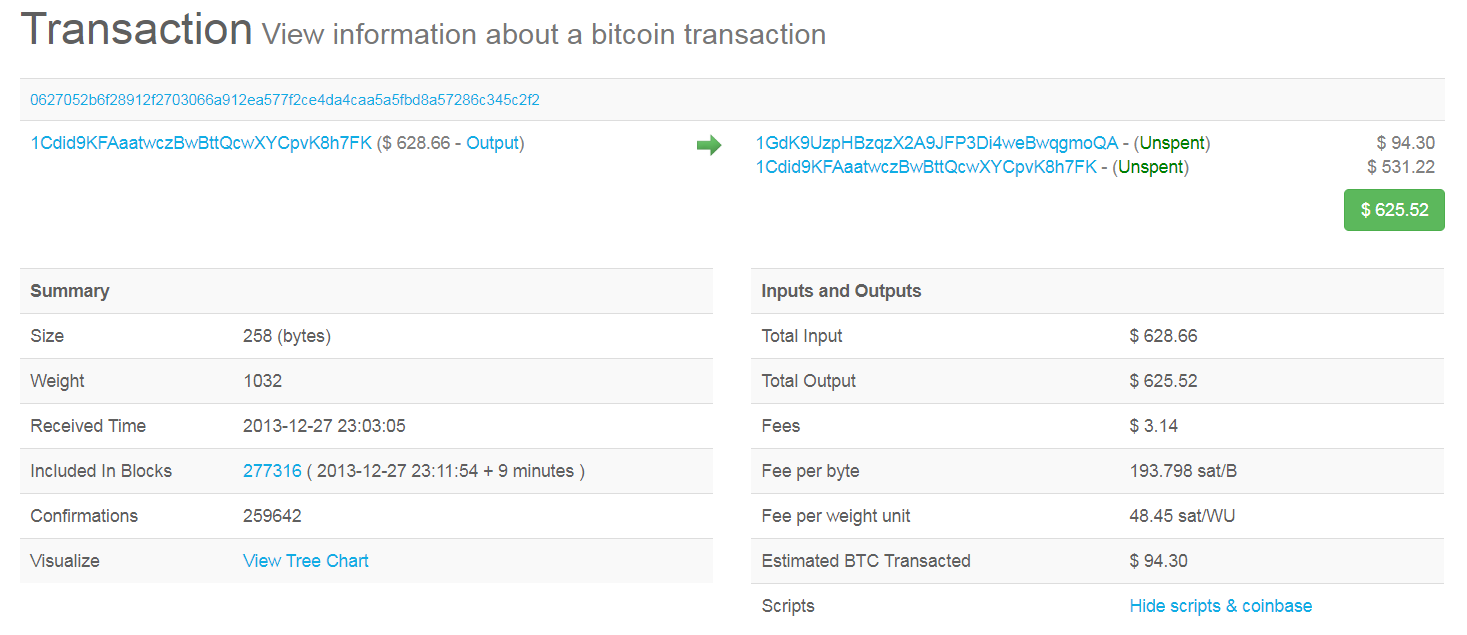 Transaction View information about a bitcoin transaction
0627052b6f28912f2703066a912ea577f2ce4da4caa5a5fbd8a57286c345c2f2
1Cdid9KFAaatwczBwBttQcwXYCpvK8h7FK ($ 628.66 - Output)
1GdK9UzpHBzqzX2A9JFP3Di4weBwqgmoQA - (Unspent) $ 94.30
1Cdid9KFAaatwczBwBttQcwXYCpvK8h7FK - (Unspent) $ 531.22
$ 625.52
Summary
Size 258 (bytes)
Weight 1032
Received Time 2013-12-27 23:03:05
Included In Blocks 277316 ( 2013-12-27 23:11:54 + 9 minutes )
Confirmations 259642
Visualize View Tree Chart
Inputs and Outputs
Total Input $ 628.66
Total Output $ 625.52
Fees $ 3.14
Fee per byte 193.798 sat/B
Fee per weight unit 48.45 sat/WU
Estimated BTC Transacted $ 94.30
Scripts Hide scripts & coinbase